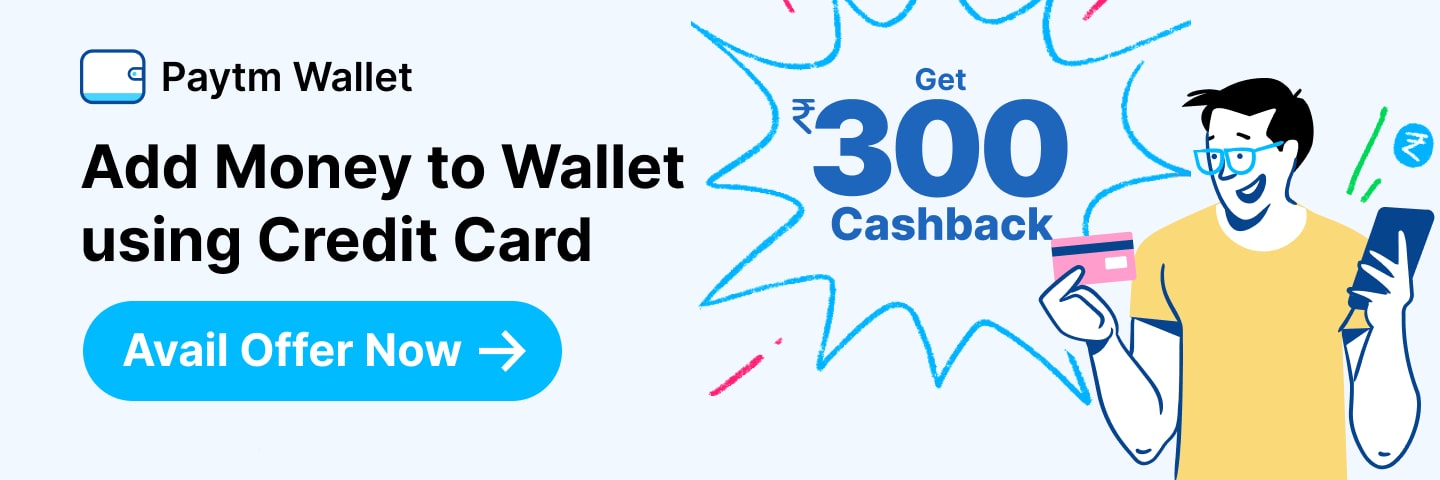 Paytm Wallet
Add Money to Wallet
using Credit Card
Avail Offer Now →
Get
₹300
Cashback
₹